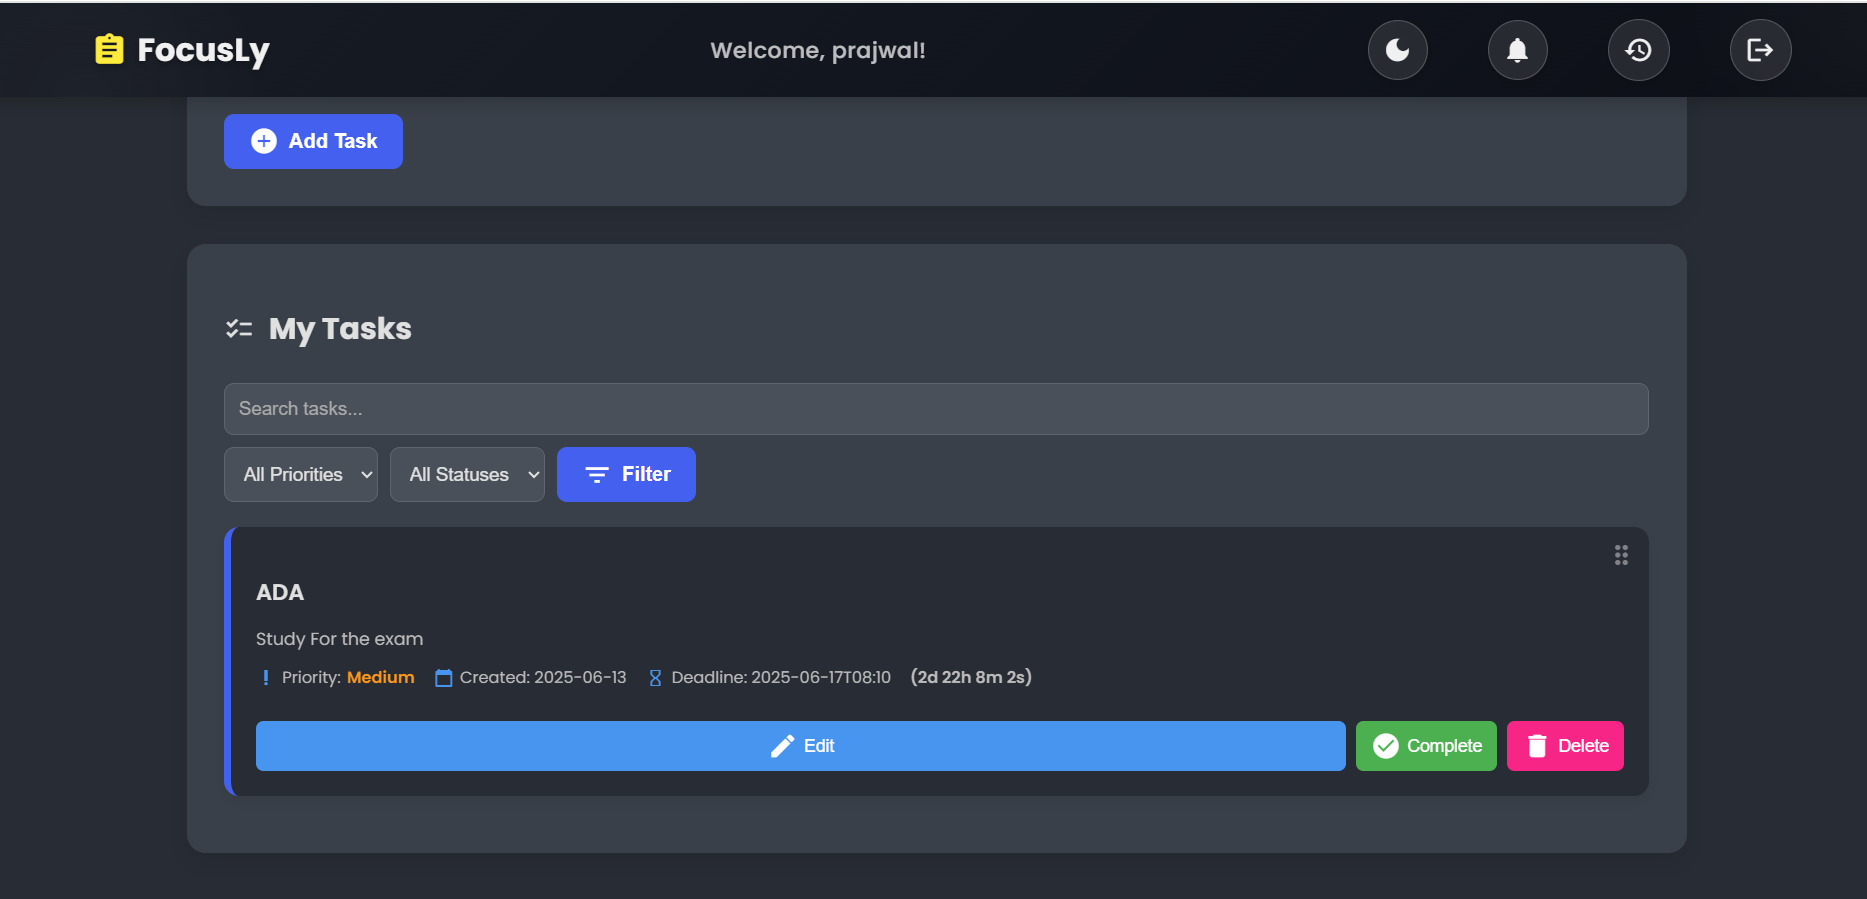 FocusLy
Welcome, prajwal!
Add Task
My Tasks
Search tasks...
All Priorities
All Statuses
Filter
ADA
Study For the exam
Priority: Medium Created: 2025-06-13 Deadline: 2025-06-17T08:10 (2d 22h 8m 2s)
Edit
Complete
Delete